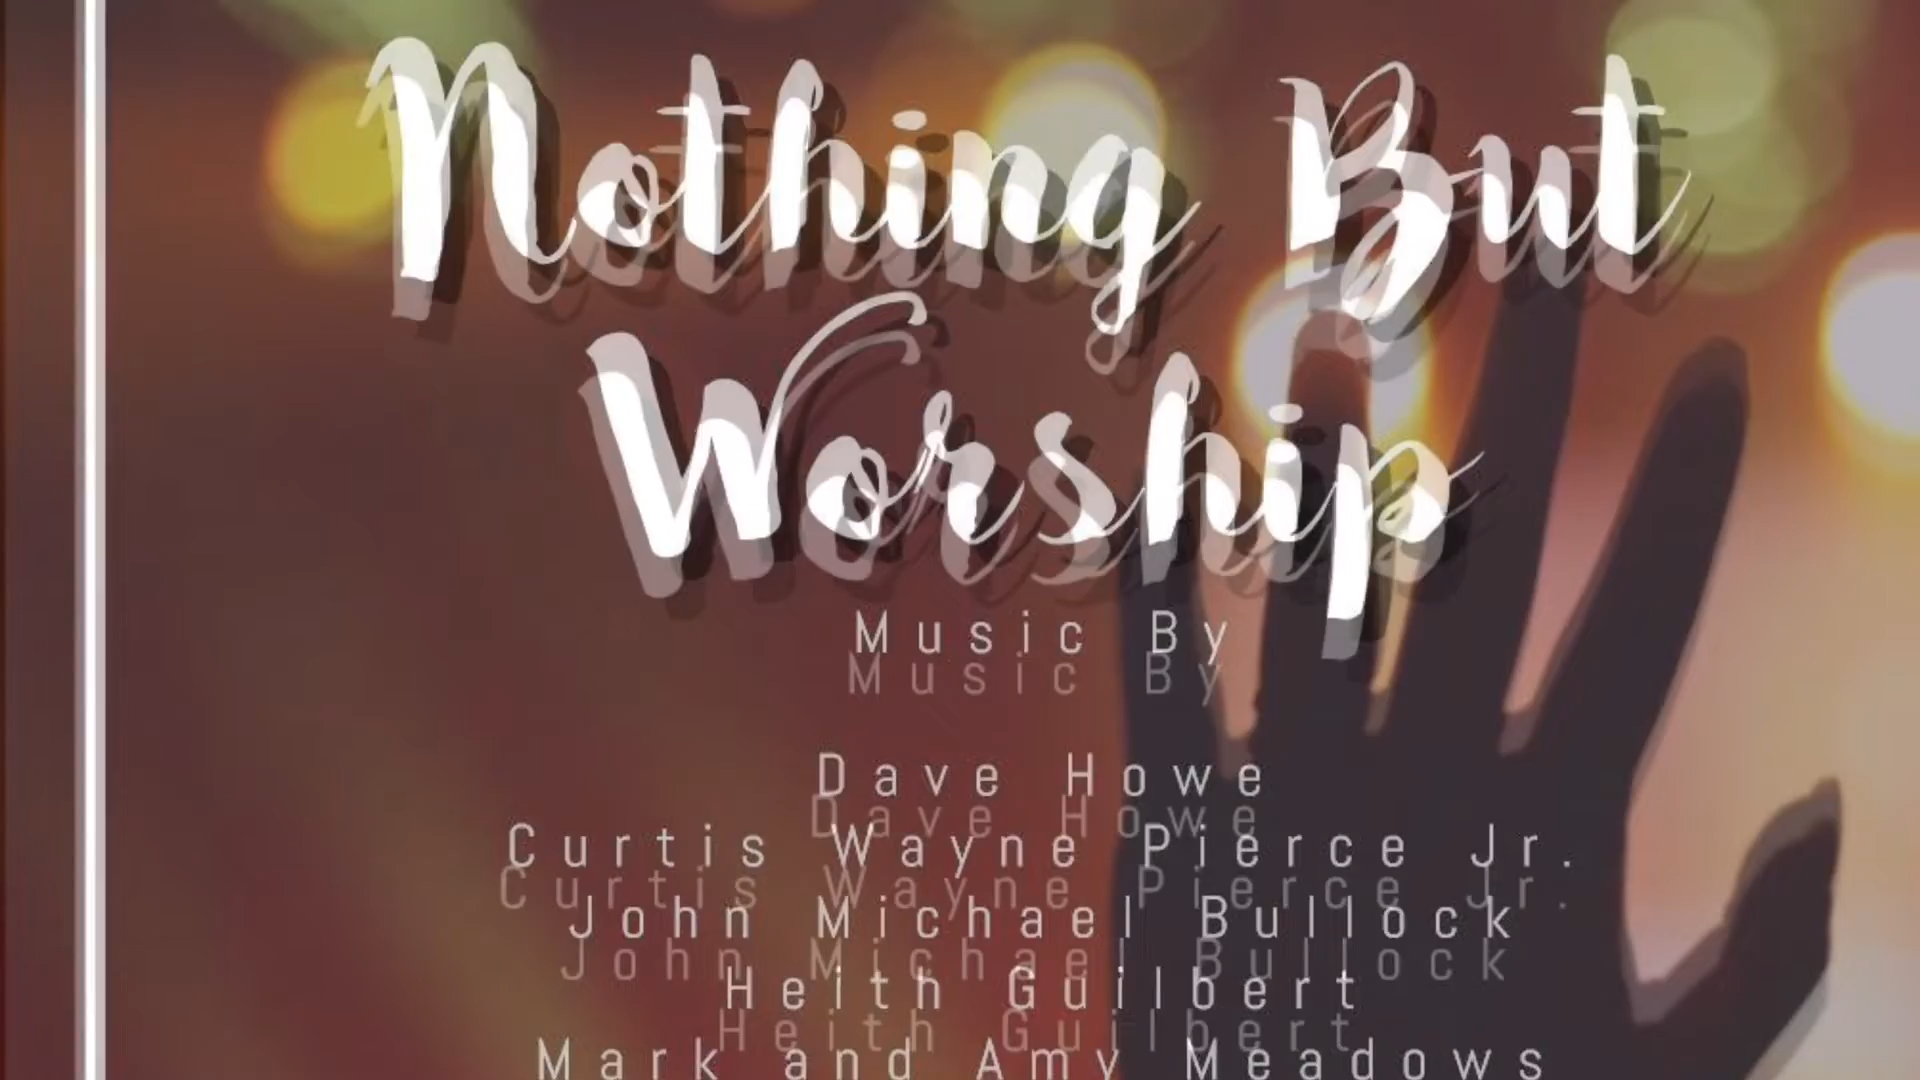 Nothing But
Worship
Music By
Dave Howe
Curtis Wayne Pierce Jr.
John Michael Bullock
Heith Guilbert
Mark and Amy Meadows